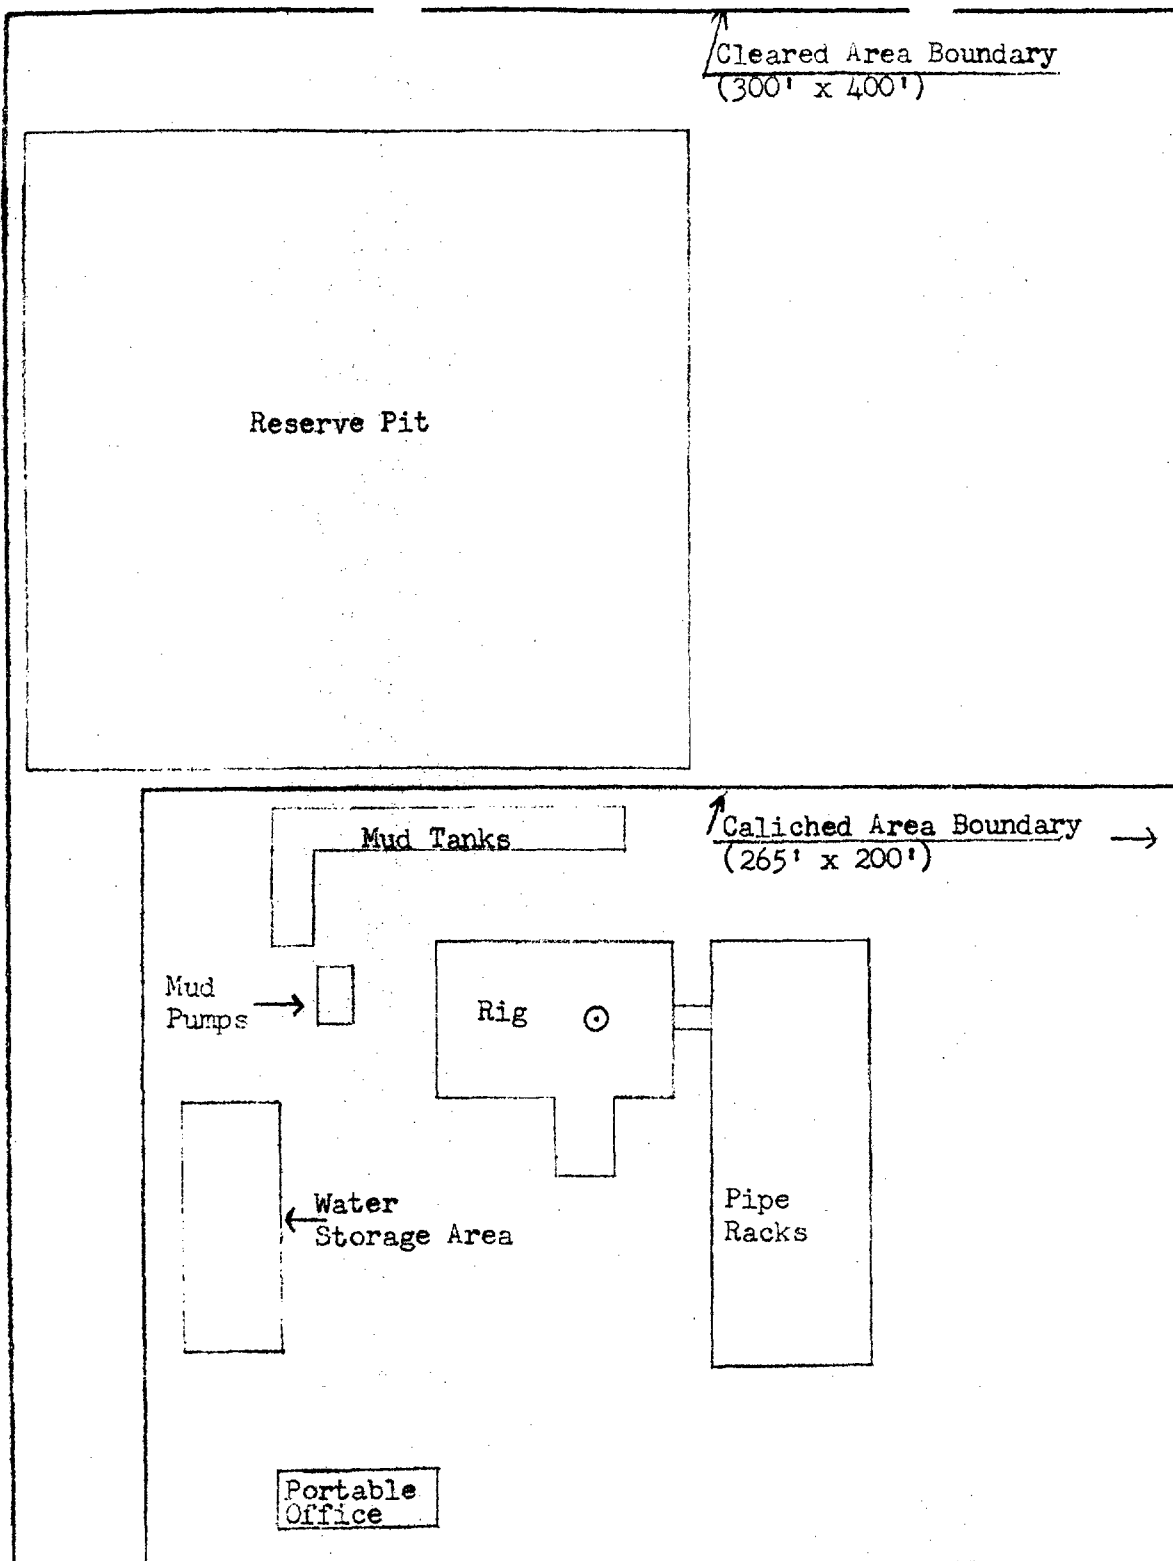 Cleared Area Boundary
(300' x 400')
Reserve Pit
Mud Tanks
Caliched Area Boundary
(265' x 200')
Mud
Pumps
Rig
Water
Storage Area
Pipe
Racks
Portable
Office